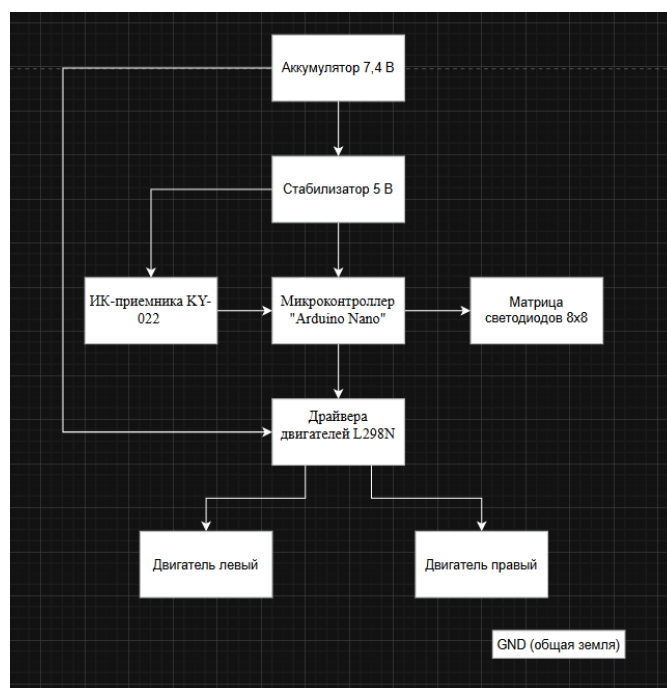 Аккумулятор 7,4 В
Стабилизатор 5 В
ИК-приемника KY-
022
Микроконтроллер
"Arduino Nano"
Матрица
светодиодов 8x8
Драйвера
двигателей L298N
Двигатель левый
Двигатель правый
GND (общая земля)